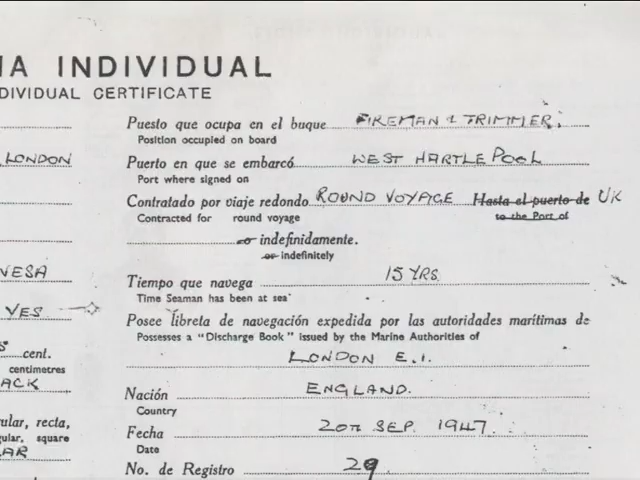 IA INDIVIDUAL
DIVIDUAL CERTIFICATE
Puesto que ocupa en el buque FIREMAN & TRIMMER.
Position occupied on board
LONDON
Puerto en que se embarcó WEST HARTLEPOOL
Port where signed on
Contratado por viaje redondo ROUND VOYAGE Hasta el puerto de UK
Contracted for round voyage to the Port of
o indefinidamente.
or indefinitely
NESA
Tiempo que navega 15 YRS.
Time Seaman has been at sea
YES
Posee libreta de navegación expedida por las autoridades marítimas de
Possesses a "Discharge Book" issued by the Marine Authorities of
cent.
LONDON E.1.
centimetres
ACK
Nación ENGLAND.
Country
ular, recta,
Fecha 20TH SEP. 1947.
gular, square
Date
AR
No. de Registro 29